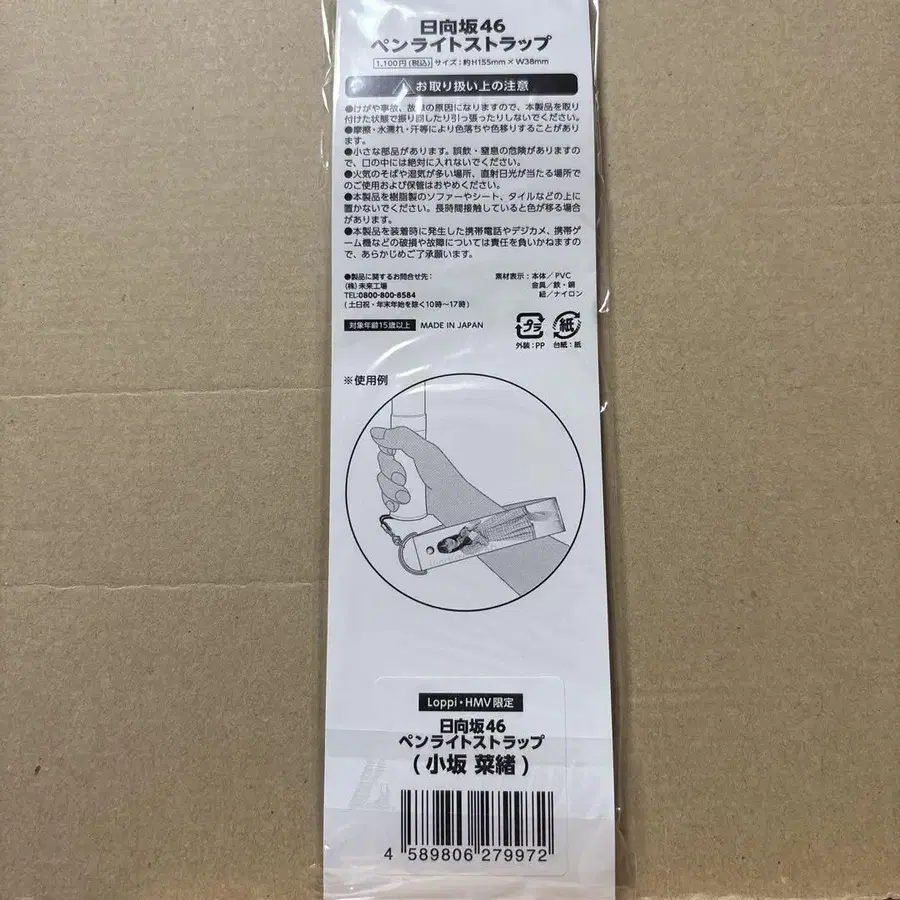 日向坂46
ペンライトストラップ
1,100円(税込) サイズ:約H155mm×W38mm
お取り扱い上の注意
●けがや事故、故障の原因になりますので、本製品を取り
付けた状態で振り回したり引っ張ったりしないでください。
●摩擦・水濡れ・汗等により色落ちや色移りすることがあり
ます。
●小さな部品があります。誤飲・窒息の危険がありますの
で、口の中には絶対に入れないでください。
●火気のそばや湿気が多い場所、直射日光が当たる場所で
のご使用および保管はおやめください。
●本製品を樹脂製のソファーやシート、タイルなどの上に
置かないでください。長時間接触していると色が移る場合
があります。
●本製品を装着時に発生した携帯電話やデジカメ、携帯ゲ
ーム機などの破損や故障については責任を負いかねますの
で、あらかじめご了承願います。
●製品に関するお問合せ先:
(株)未来工場
TEL:0800-800-8584
(土日祝・年末年始を除く10時〜17時)
素材表示:本体/PVC
金具/鉄・鋼
紐/ナイロン
対象年齢15歳以上 MADE IN JAPAN
プラ 紙
外装:PP 台紙:紙
※使用例
Loppi・HMV限定
日向坂46
ペンライトストラップ
(小坂 菜緒)
4 589806 279972